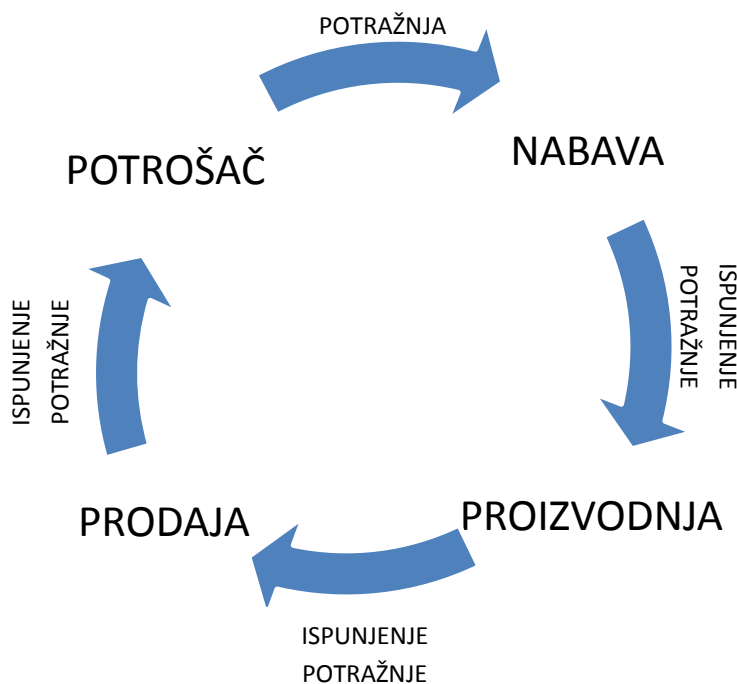 POTRAŽNJA
POTROŠAČ
NABAVA
ISPUNJENJE
POTRAŽNJE
PROIZVODNJA
ISPUNJENJE
POTRAŽNJE
PRODAJA
ISPUNJENJE
POTRAŽNJE